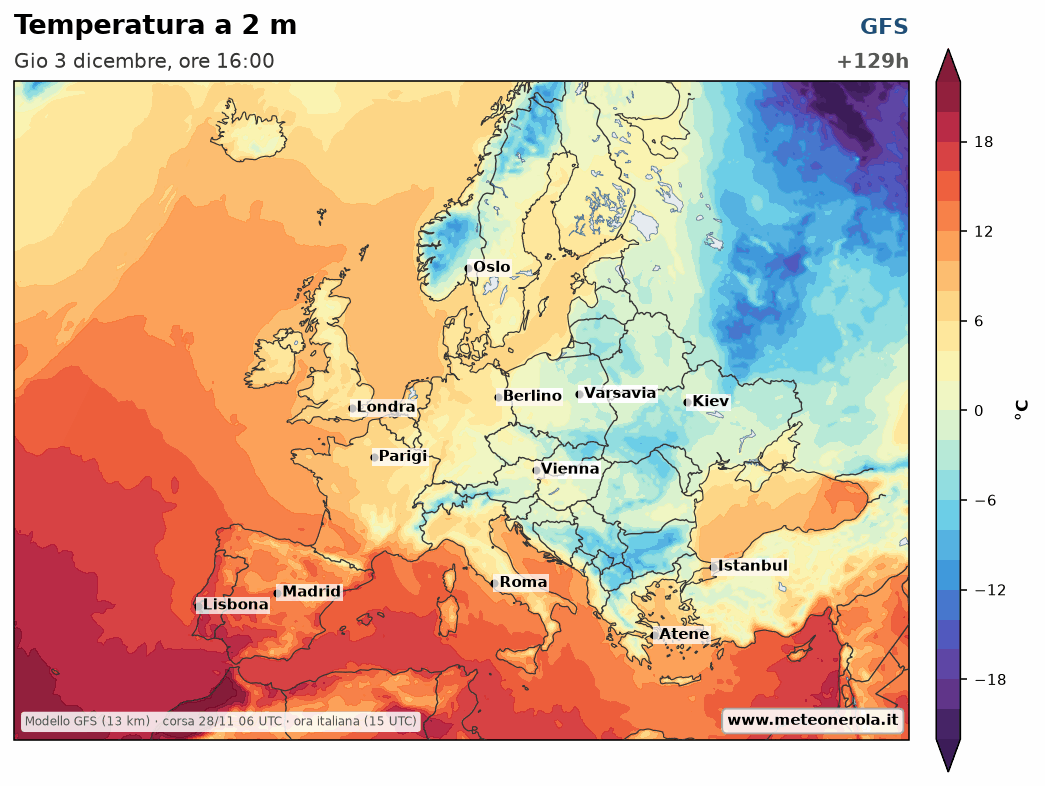 Temperatura a 2 m
GFS
Gio 3 dicembre, ore 16:00
+129h
18
12
6
0
−6
−12
−18
°C
Oslo
Londra
Berlino
Varsavia
Kiev
Parigi
Vienna
Istanbul
Roma
Madrid
Lisbona
Atene
Modello GFS (13 km) · corsa 28/11 06 UTC · ora italiana (15 UTC)
www.meteonerola.it